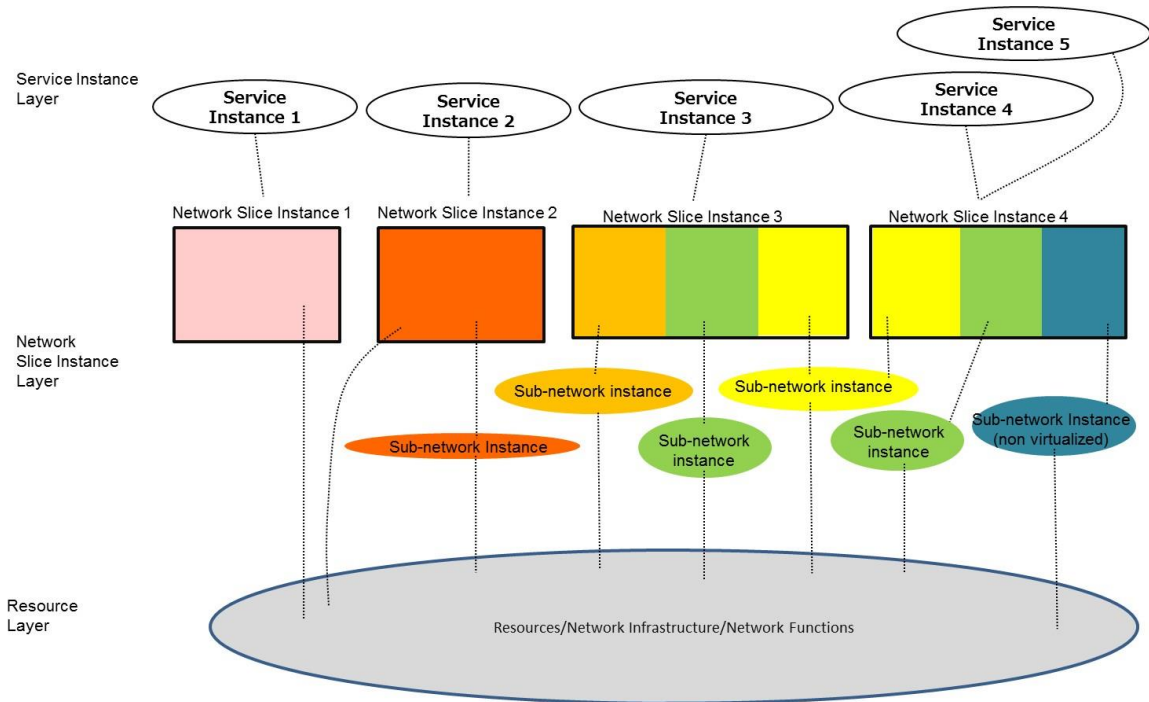 Service
Instance 5
Service Instance
Layer
Service
Instance 1
Service
Instance 2
Service
Instance 3
Service
Instance 4
Network Slice Instance 1
Network Slice Instance 2
Network Slice Instance 3
Network Slice Instance 4
Network
Slice Instance
Layer
Sub-network instance
Sub-network instance
Sub-network Instance
Sub-network
instance
Sub-network
instance
Sub-network Instance
(non virtualized)
Resource
Layer
Resources/Network Infrastructure/Network Functions